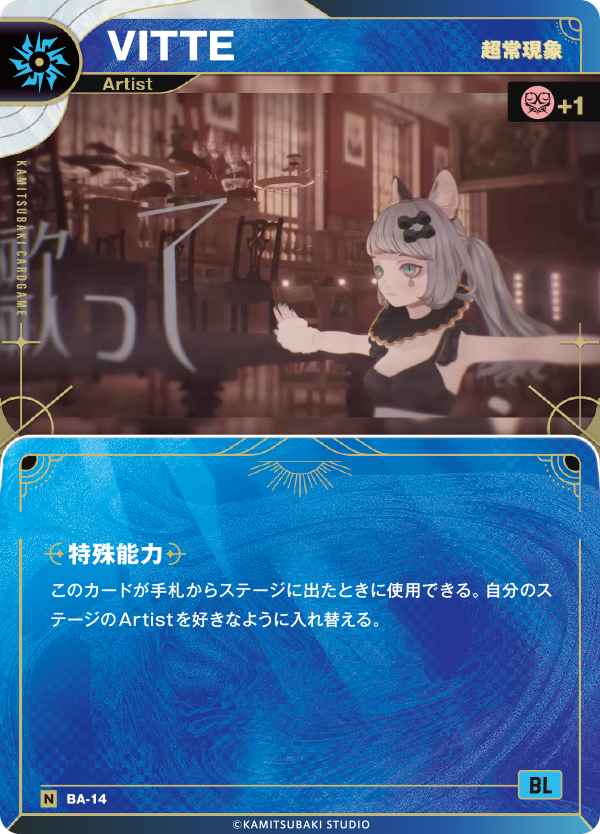 VITTE
超常現象
Artist
+1
KAMITSUBAKI CARDGAME
歌って
特殊能力
このカードが手札からステージに出たときに使用できる。自分のス
テージのArtistを好きなように入れ替える。
BL
N BA-14
©KAMITSUBAKI STUDIO